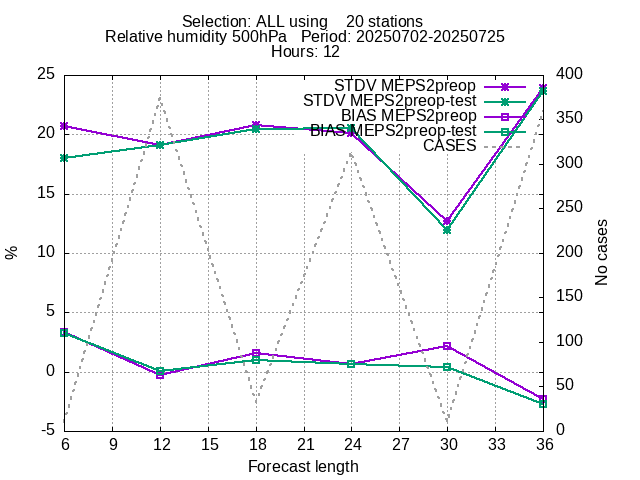 Selection: ALL using    20 stations
Relative humidity 500hPa   Period: 20250702-20250725
Hours: 12
STDV MEPS2preop
STDV MEPS2preop-test
BIAS MEPS2preop
BIAS MEPS2preop-test
CASES
25
20
15
10
5
0
-5
%
400
350
300
250
200
150
100
50
0
No cases
6 9 12 15 18 21 24 27 30 33 36
Forecast length